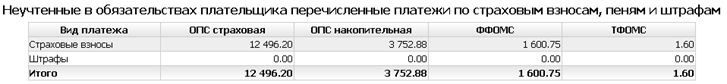 Неучтенные в обязательствах плательщика перечисленные платежи по страховым взносам, пеням и штрафам
Вид платежа ОПС страховая ОПС накопительная ФФОМС ТФОМС
Страховые взносы 12 496.20 3 752.88 1 600.75 1.60
Штрафы 0.00 0.00 0.00 0.00
Итого 12 496.20 3 752.88 1 600.75 1.60